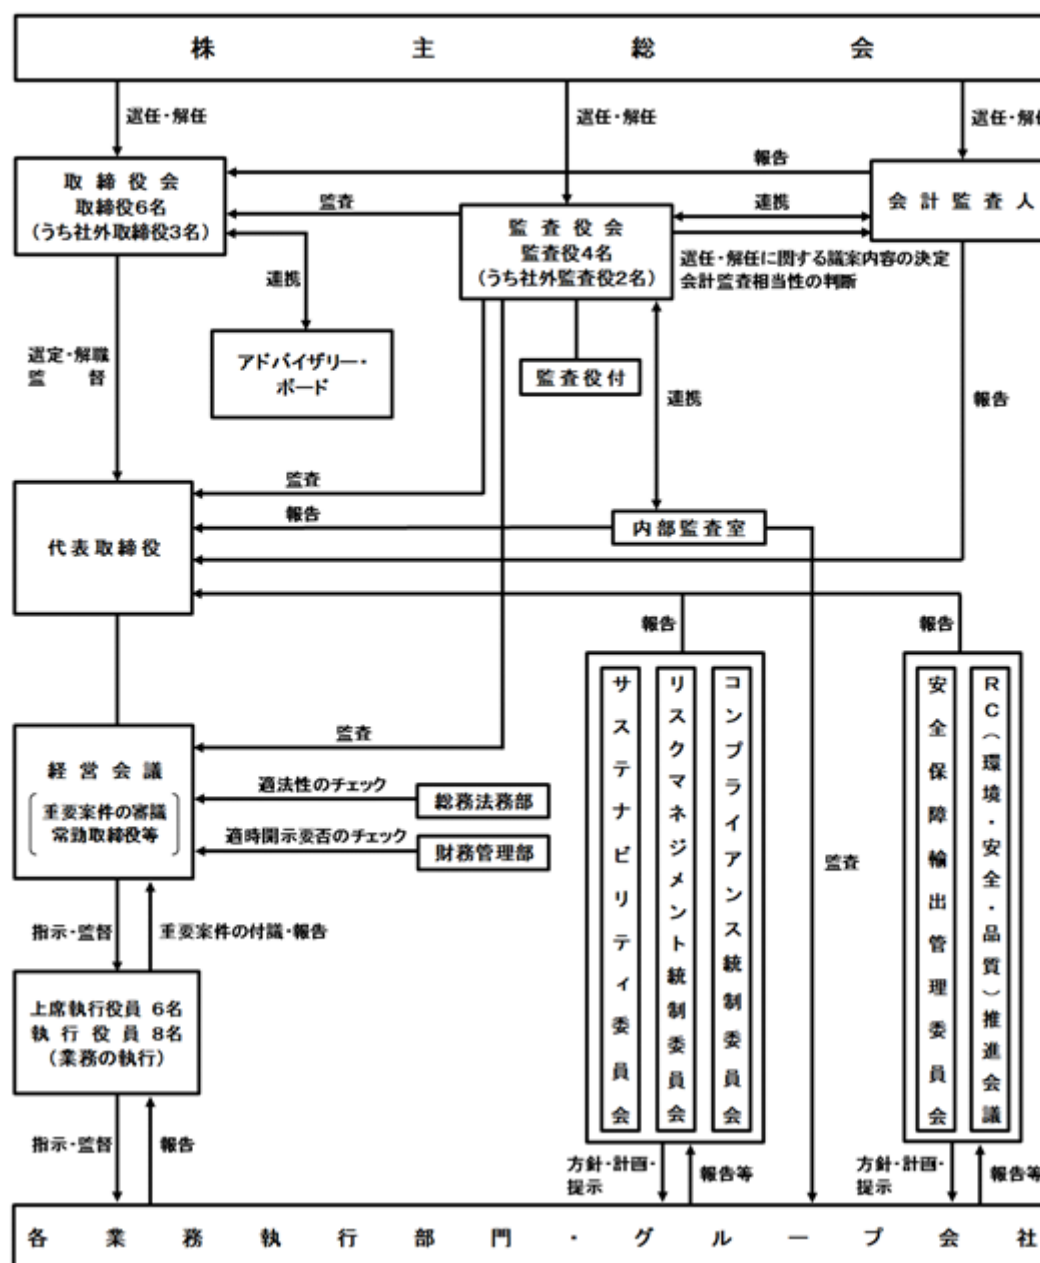 株主総会
選任・解任
選任・解任
選任・解任
取締役会
取締役6名
(うち社外取締役3名)
報告
会計監査人
監査
監査役会
監査役4名
(うち社外監査役2名)
連携
選任・解任に関する議案内容の決定
会計監査相当性の判断
連携
アドバイザリー・
ボード
監査役付
選定・解職
監督
連携
報告
監査
報告
内部監査室
代表取締役
報告
報告
サステナビリティ委員会
リスクマネジメント統制委員会
コンプライアンス統制委員会
安全保障輸出管理委員会
RC(環境・安全・品質)推進会議
監査
経営会議
重要案件の審議
常勤取締役等
適法性のチェック
総務法務部
適時開示要否のチェック
財務管理部
監査
指示・監督
重要案件の付議・報告
上席執行役員 6名
執行役員 8名
(業務の執行)
指示・監督
報告
方針・計画・
提示
報告等
方針・計画・
提示
報告等
各業務執行部門・グループ会社